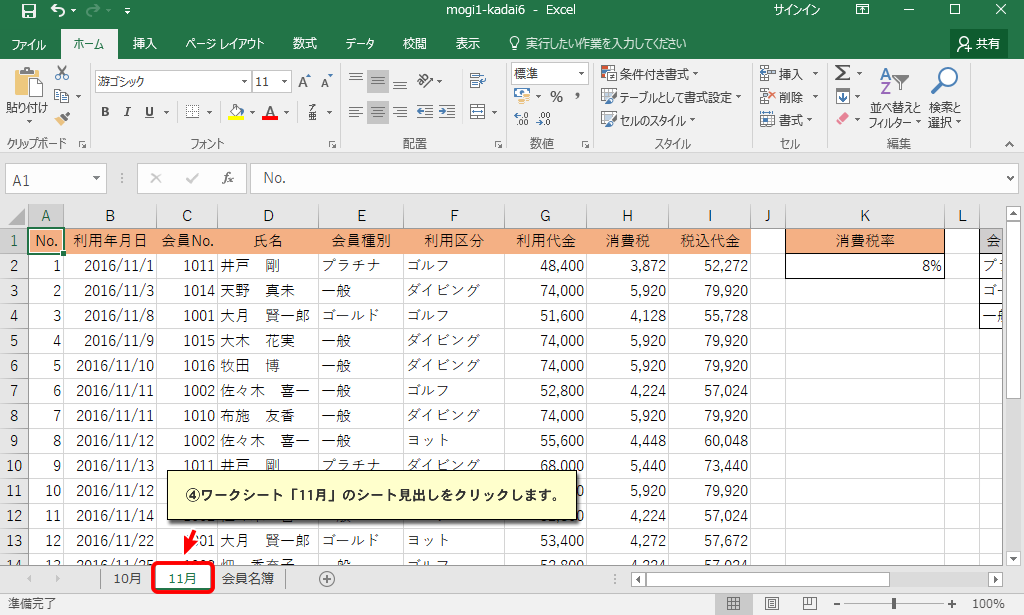 mogi1-kadai6 - Excel サインイン
ファイル ホーム 挿入 ページ レイアウト 数式 データ 校閲 表示 実行したい作業を入力してください 共有
貼り付け 游ゴシック 11 A A 標準 条件付き書式 挿入 Σ
% , テーブルとして書式設定 削除 並べ替えと フィルター 検索と 選択
B I U A セルのスタイル 書式
クリップボード フォント 配置 数値 スタイル セル 編集
A1 fx No.
A B C D E F G H I J K L
1 No. 利用年月日 会員No. 氏名 会員種別 利用区分 利用代金 消費税 税込代金 消費税率 会
2 1 2016/11/1 1011 井戸 剛 プラチナ ゴルフ 48,400 3,872 52,272 8%
3 2 2016/11/3 1014 天野 真未 一般 ダイビング 74,000 5,920 79,920 ゴー
4 3 2016/11/8 1001 大月 賢一郎 ゴールド ゴルフ 51,600 4,128 55,728 一般
5 4 2016/11/9 1015 大木 花実 一般 ダイビング 74,000 5,920 79,920
6 5 2016/11/10 1016 牧田 博 一般 ダイビング 74,000 5,920 79,920
7 6 2016/11/11 1002 佐々木 喜一 一般 ゴルフ 52,800 4,224 57,024
8 7 2016/11/11 1010 布施 友香 一般 ダイビング 74,000 5,920 79,920
9 8 2016/11/12 1002 佐々木 喜一 一般 ヨット 55,600 4,448 60,048
10 9 2016/11/13 1011 井戸 剛 プラチナ ダイビング 68,000 5,440 73,440
11 10 2016/11/12 5,920 79,920
④ワークシート「11月」のシート見出しをクリックします。
12 11 2016/11/14 4,224 57,024
13 12 2016/11/22 大月 賢一郎 ゴールド ヨット 53,400 4,272 57,672
10月 11月 会員名簿
準備完了 100%